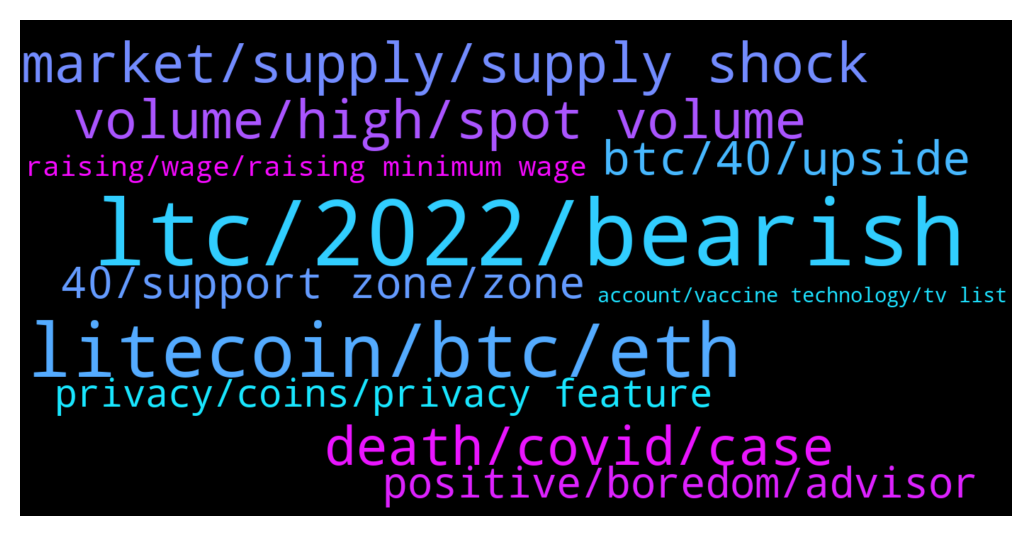 market/supply/supply shock
volume/high/spot volume
btc/40/upside
raising/wage/raising minimum wage
ltc/2022/bearish
40/support zone/zone
account/vaccine technology/tv list
litecoin/btc/eth
privacy/coins/privacy feature
death/covid/case
positive/boredom/advisor